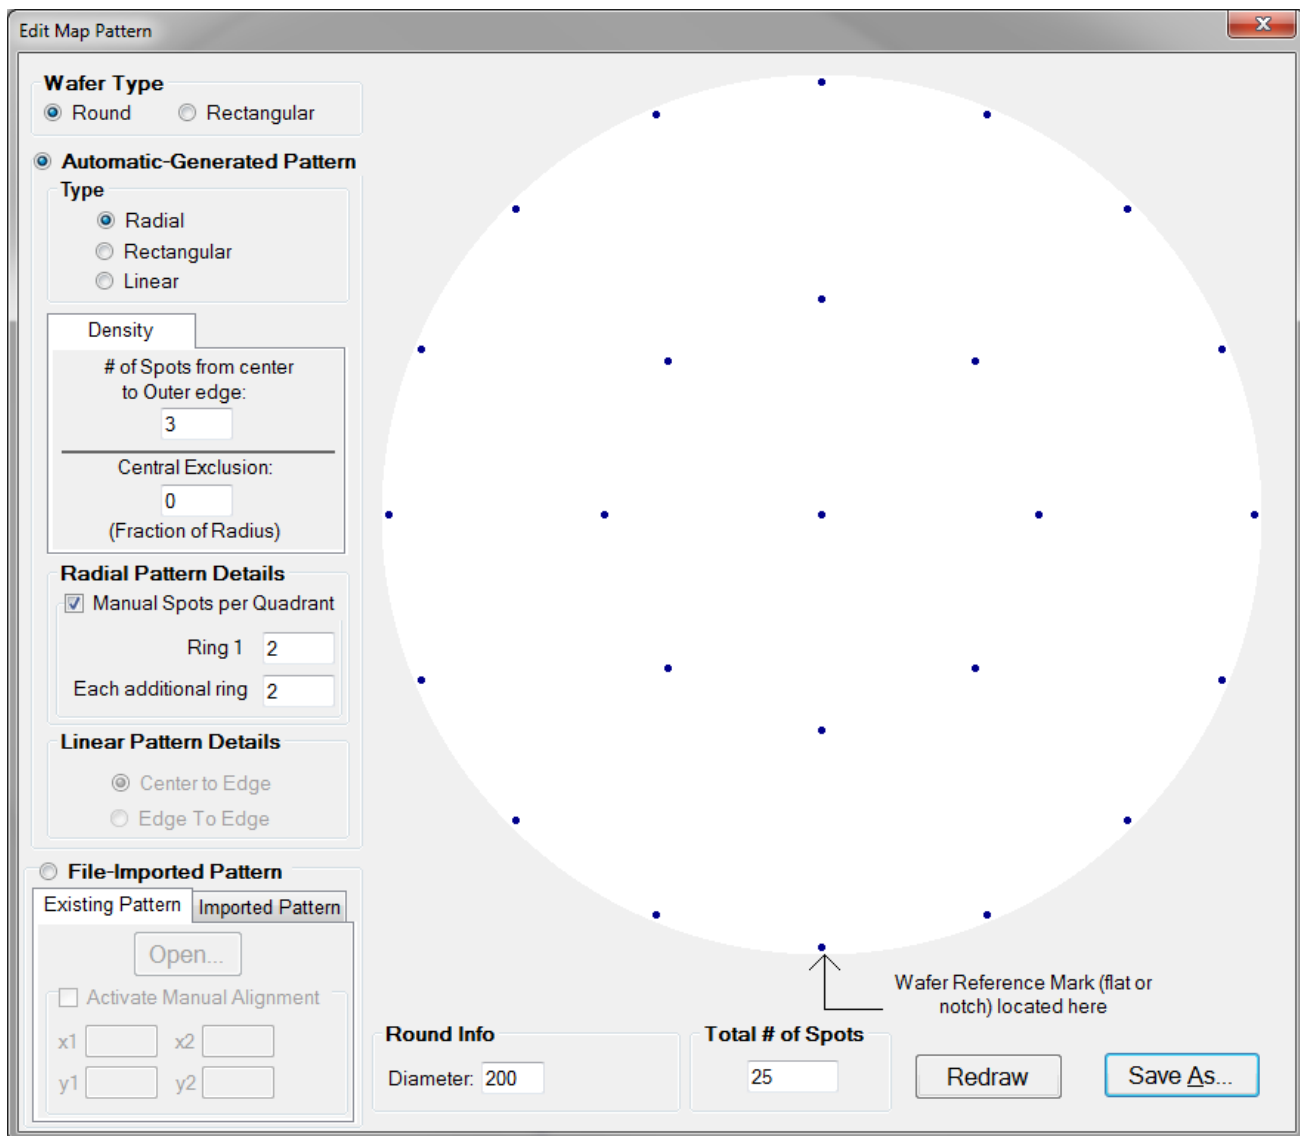 Edit Map Pattern
Wafer Type
Round
Rectangular
Automatic-Generated Pattern
Type
Radial
Rectangular
Linear
Density
# of Spots from center
to Outer edge:
3
Central Exclusion:
0
(Fraction of Radius)
Radial Pattern Details
Manual Spots per Quadrant
Ring 1 2
Each additional ring 2
Linear Pattern Details
Center to Edge
Edge To Edge
File-Imported Pattern
Existing Pattern
Imported Pattern
Open...
Activate Manual Alignment
x1
x2
y1
y2
Wafer Reference Mark (flat or
notch) located here
Round Info
Diameter: 200
Total # of Spots
25
Redraw
Save As...